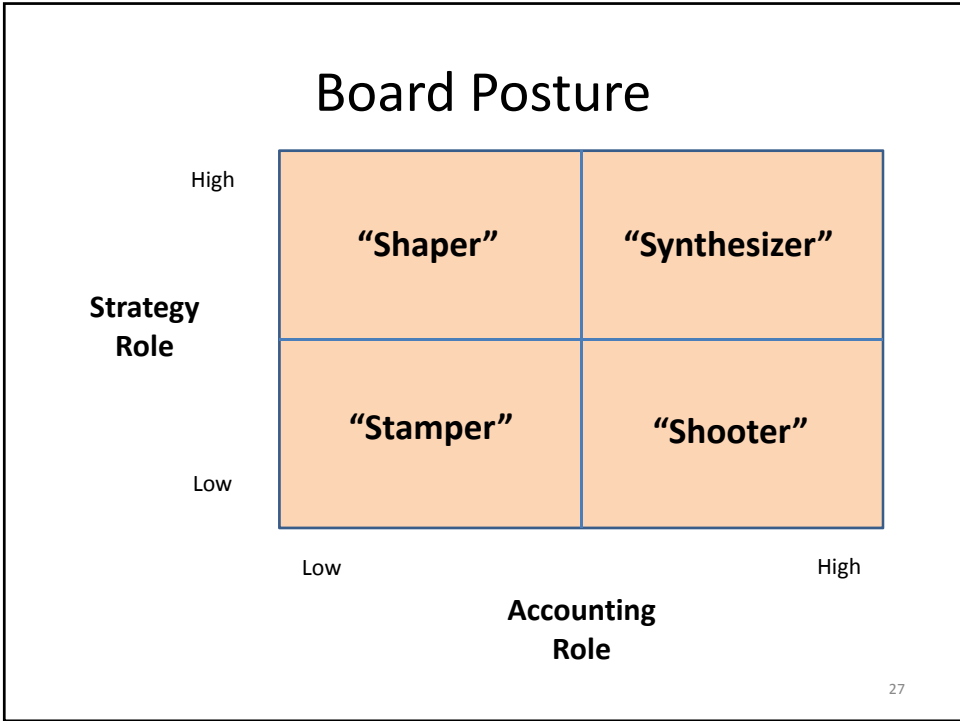 Board Posture
High
“Shaper”
“Synthesizer”
Strategy
Role
“Stamper”
“Shooter”
Low
Low
High
Accounting
Role
27